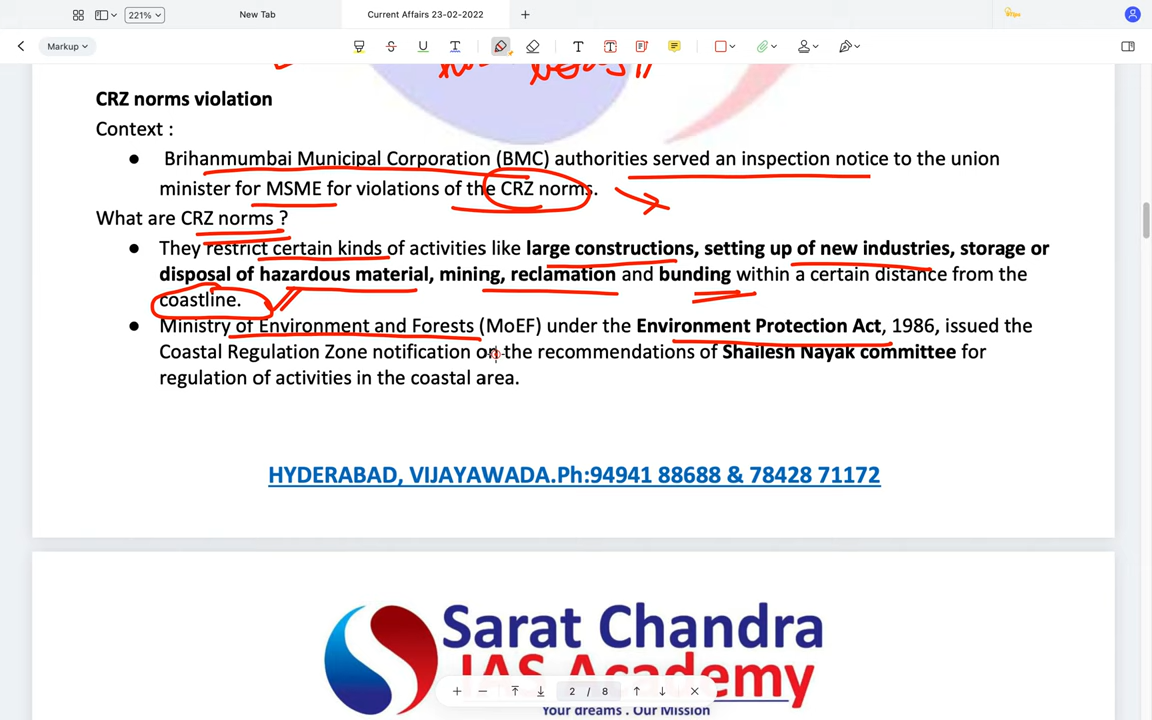 221%
New Tab
Current Affairs 23-02-2022
Markup
CRZ norms violation
Context :
● Brihanmumbai Municipal Corporation (BMC) authorities served an inspection notice to the union
minister for MSME for violations of the CRZ norms.
What are CRZ norms ?
● They restrict certain kinds of activities like large constructions, setting up of new industries, storage or
disposal of hazardous material, mining, reclamation and bunding within a certain distance from the
coastline.
● Ministry of Environment and Forests (MoEF) under the Environment Protection Act, 1986, issued the
Coastal Regulation Zone notification on the recommendations of Shailesh Nayak committee for
regulation of activities in the coastal area.
HYDERABAD, VIJAYAWADA.Ph:94941 88688 & 78428 71172
Sarat Chandra
IAS Academy
2 / 8
Your dreams . Our Mission